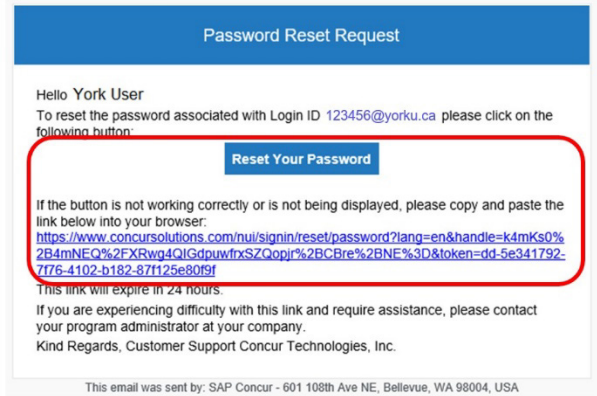 Password Reset Request
Hello York User
To reset the password associated with Login ID 123456@yorku.ca please click on the
following button:
Reset Your Password
If the button is not working correctly or is not being displayed, please copy and paste the
link below into your browser:
https://www.concursolutions.com/nui/signin/reset/password?lang=en&handle=k4mKs0%
2B4mNEQ%2FXRwg4QIGdpuwfrxSZQopjr%2BCBre%2BNE%3D&token=dd-5e341792-
7f76-4102-b182-87f125e80f9f
This link will expire in 24 hours.
If you are experiencing difficulty with this link and require assistance, please contact
your program administrator at your company.
Kind Regards, Customer Support Concur Technologies, Inc.
This email was sent by: SAP Concur - 601 108th Ave NE, Bellevue, WA 98004, USA